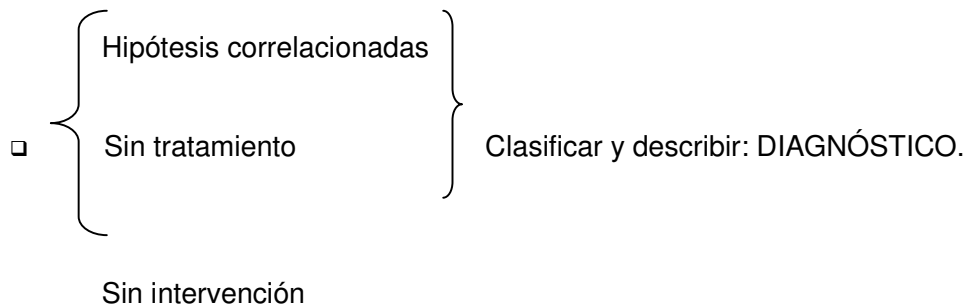 Hipótesis correlacionadas
Sin tratamiento Clasificar y describir: DIAGNÓSTICO.
Sin intervención